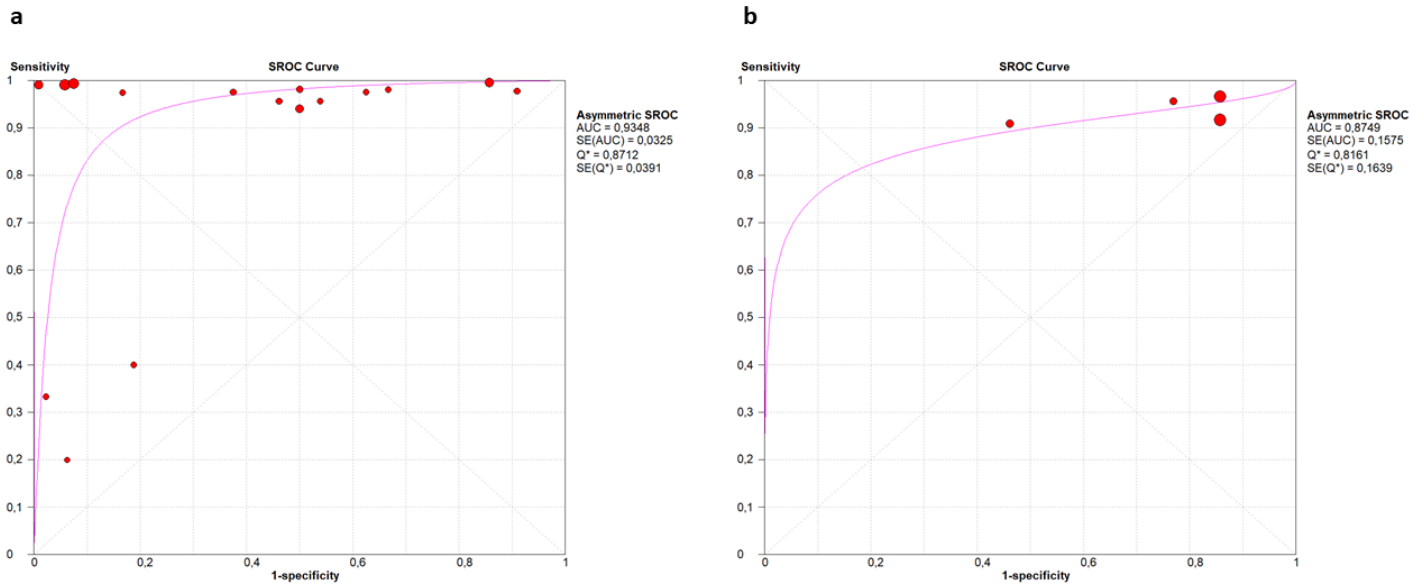 a
Sensitivity
SROC Curve
1
0,9
0,8
0,7
0,6
0,5
0,4
0,3
0,2
0,1
0
0
0,2
0,4
0,6
0,8
1
1-specificity
Asymmetric SROC
AUC = 0,9348
SE(AUC) = 0,0325
Q* = 0,8712
SE(Q*) = 0,0391
b
Sensitivity
SROC Curve
1
0,9
0,8
0,7
0,6
0,5
0,4
0,3
0,2
0,1
0
0
0,2
0,4
0,6
0,8
1
1-specificity
Asymmetric SROC
AUC = 0,8749
SE(AUC) = 0,1575
Q* = 0,8161
SE(Q*) = 0,1639